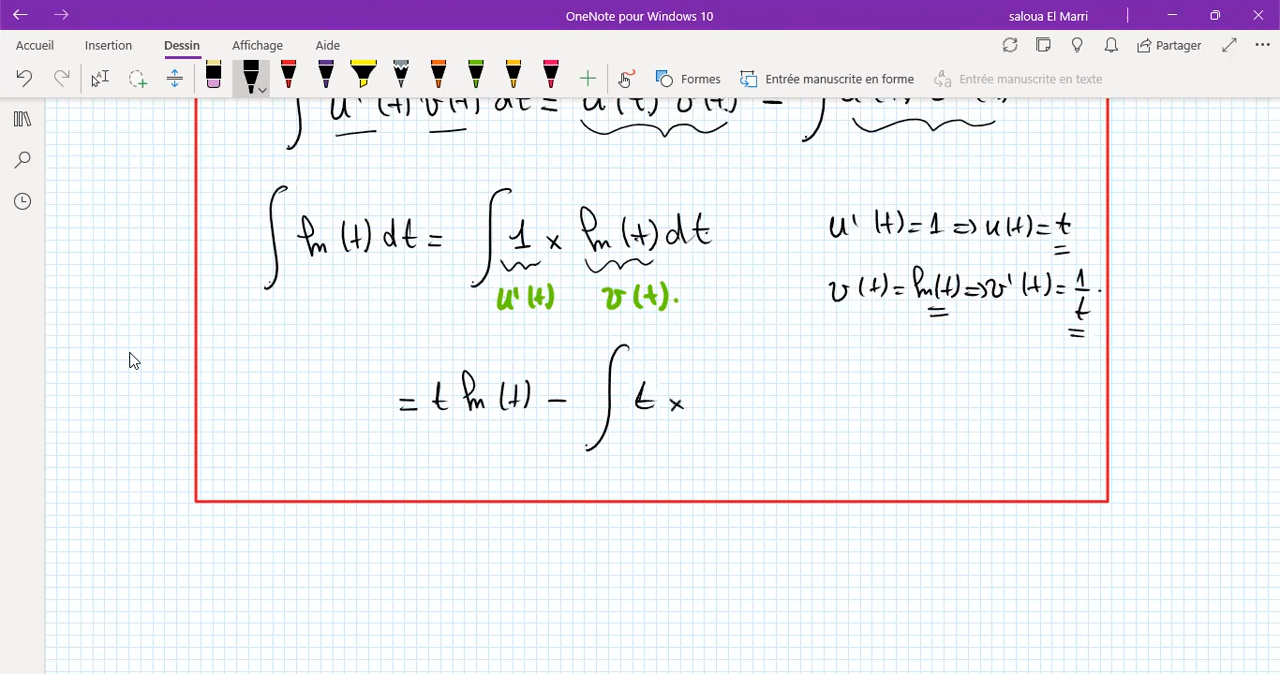 OneNote pour Windows 10
saloua El Marri
Accueil Insertion Dessin Affichage Aide
Partager
Formes Entrée manuscrite en forme Entrée manuscrite en texte
∫ u'(t) v(t) dt = u(t) v(t) - ∫
∫ ln(t) dt = ∫ 1 × ln(t) dt
u'(t) v(t).
u'(t) = 1 => u(t) = t
v(t) = ln(t) => v'(t) = 1/t.
= t ln(t) - ∫ t ×